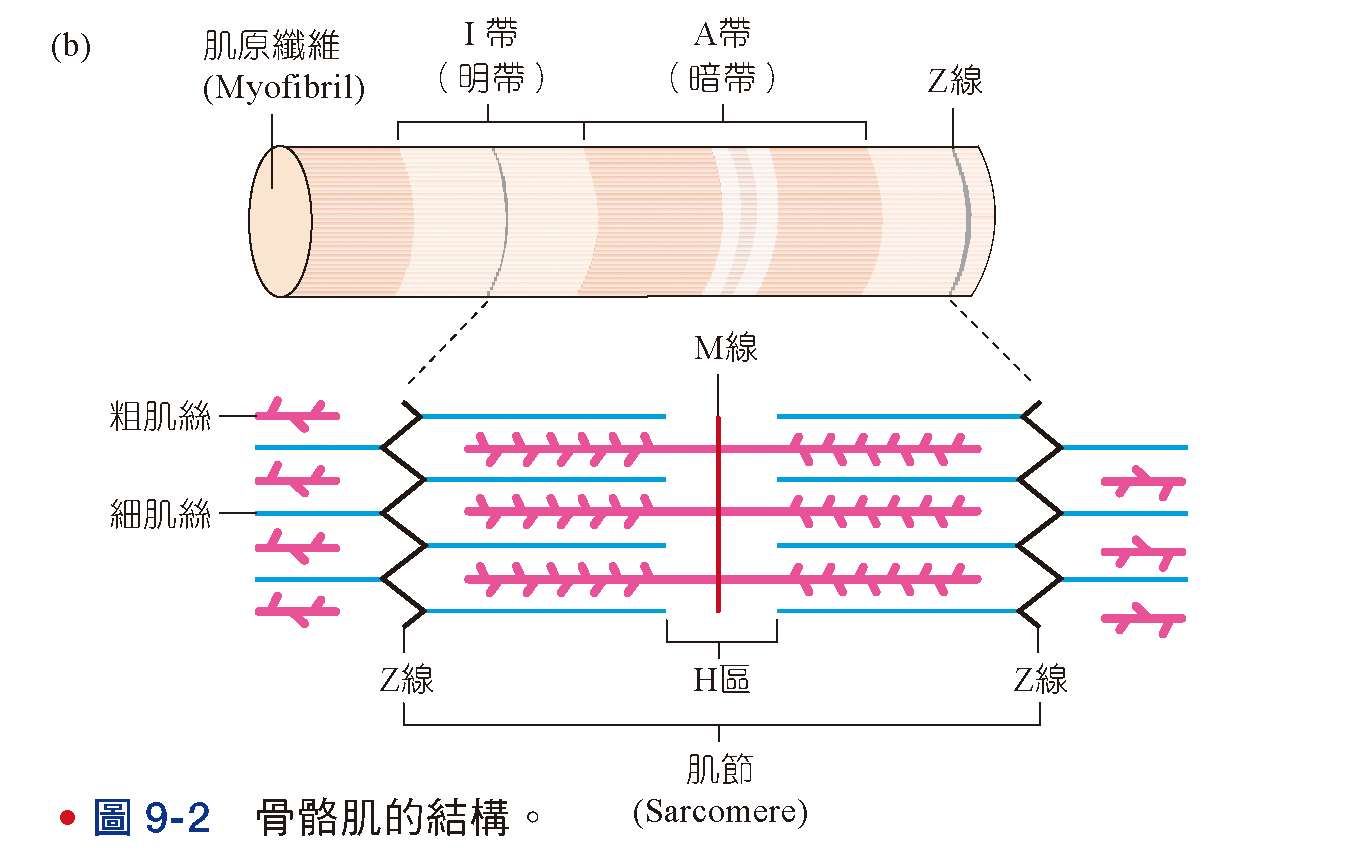 (b)
肌原纖維
(Myofibril)
I 帶
（明帶）
A帶
（暗帶）
Z線
M線
粗肌絲
細肌絲
Z線
H區
Z線
肌節
(Sarcomere)
• 圖 9-2 骨骼肌的結構。